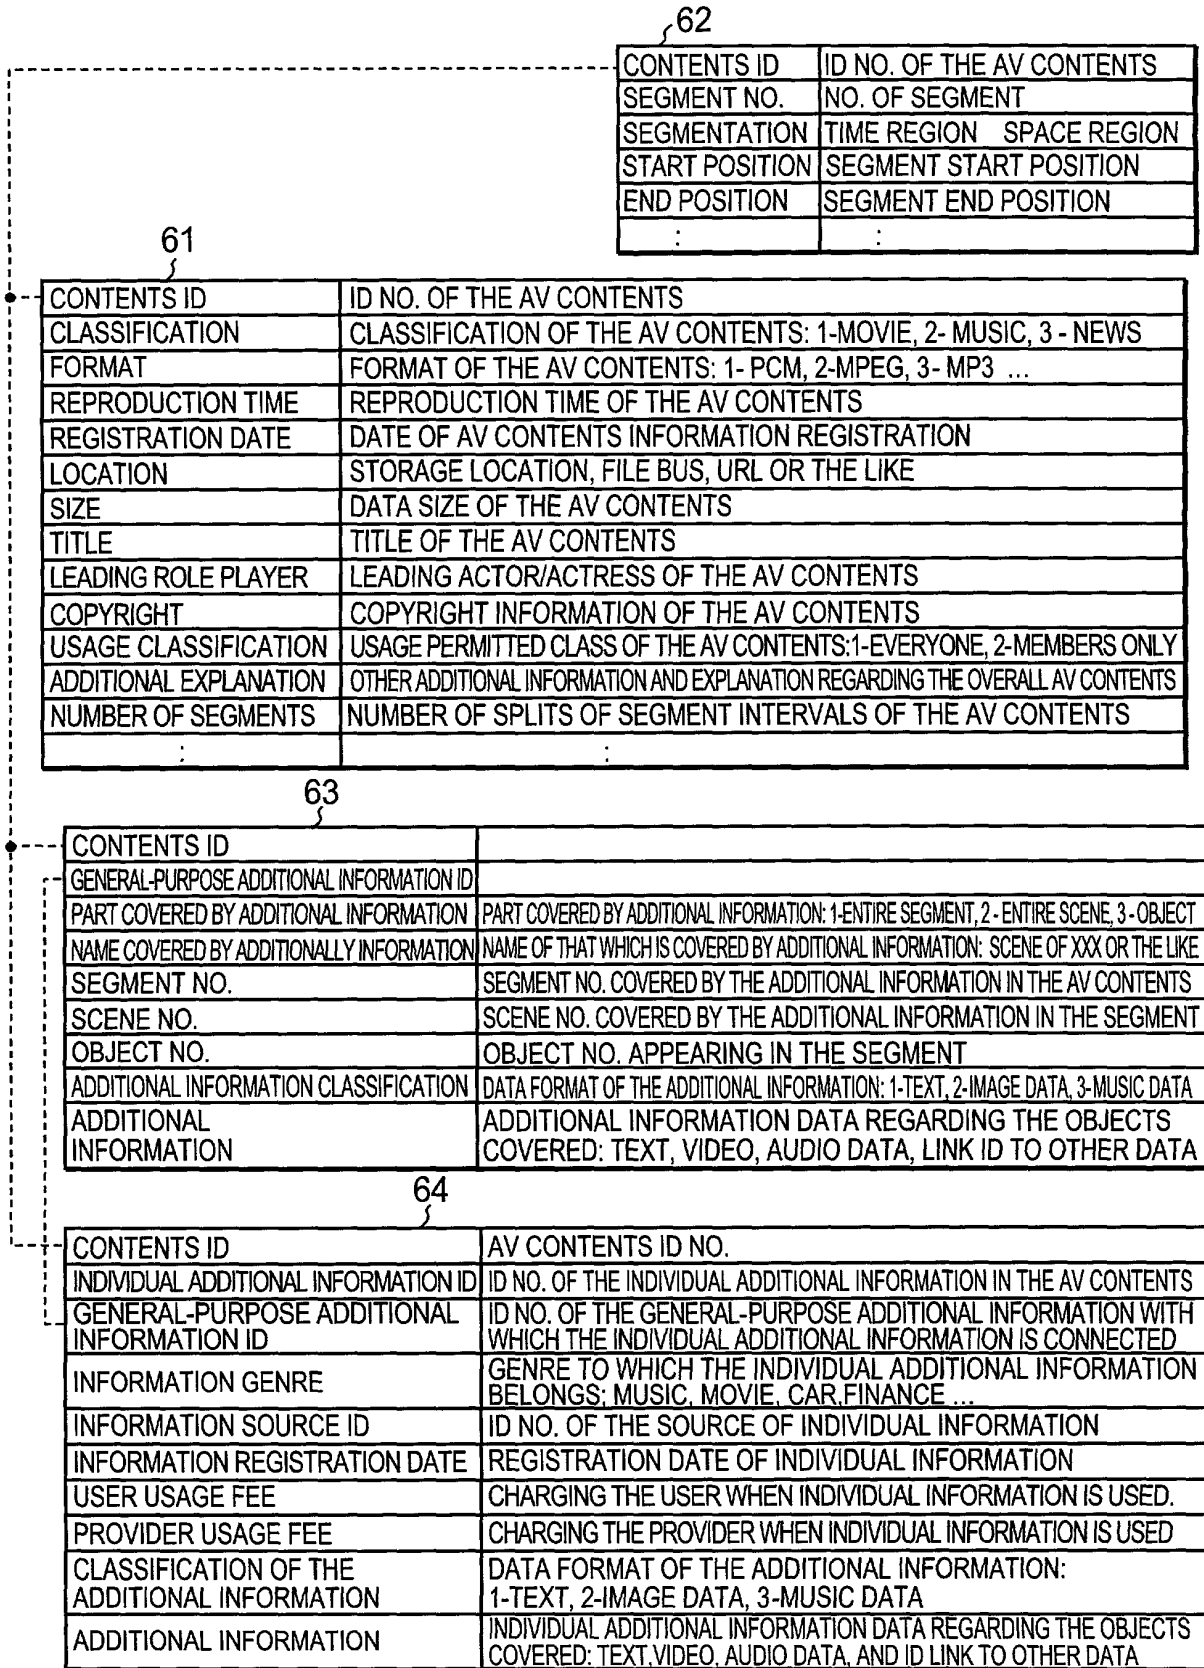 62
CONTENTS ID ID NO. OF THE AV CONTENTS
SEGMENT NO. NO. OF SEGMENT
SEGMENTATION TIME REGION SPACE REGION
START POSITION SEGMENT START POSITION
END POSITION SEGMENT END POSITION
: :
61
CONTENTS ID ID NO. OF THE AV CONTENTS
CLASSIFICATION CLASSIFICATION OF THE AV CONTENTS: 1-MOVIE, 2- MUSIC, 3 - NEWS
FORMAT FORMAT OF THE AV CONTENTS: 1- PCM, 2-MPEG, 3- MP3 ...
REPRODUCTION TIME REPRODUCTION TIME OF THE AV CONTENTS
REGISTRATION DATE DATE OF AV CONTENTS INFORMATION REGISTRATION
LOCATION STORAGE LOCATION, FILE BUS, URL OR THE LIKE
SIZE DATA SIZE OF THE AV CONTENTS
TITLE TITLE OF THE AV CONTENTS
LEADING ROLE PLAYER LEADING ACTOR/ACTRESS OF THE AV CONTENTS
COPYRIGHT COPYRIGHT INFORMATION OF THE AV CONTENTS
USAGE CLASSIFICATION USAGE PERMITTED CLASS OF THE AV CONTENTS:1-EVERYONE, 2-MEMBERS ONLY
ADDITIONAL EXPLANATION OTHER ADDITIONAL INFORMATION AND EXPLANATION REGARDING THE OVERALL AV CONTENTS
NUMBER OF SEGMENTS NUMBER OF SPLITS OF SEGMENT INTERVALS OF THE AV CONTENTS
: :
63
CONTENTS ID
GENERAL-PURPOSE ADDITIONAL INFORMATION ID
PART COVERED BY ADDITIONAL INFORMATION PART COVERED BY ADDITIONAL INFORMATION: 1-ENTIRE SEGMENT, 2 - ENTIRE SCENE, 3 - OBJECT
NAME COVERED BY ADDITIONALLY INFORMATION NAME OF THAT WHICH IS COVERED BY ADDITIONAL INFORMATION: SCENE OF XXX OR THE LIKE
SEGMENT NO. SEGMENT NO. COVERED BY THE ADDITIONAL INFORMATION IN THE AV CONTENTS
SCENE NO. SCENE NO. COVERED BY THE ADDITIONAL INFORMATION IN THE SEGMENT
OBJECT NO. OBJECT NO. APPEARING IN THE SEGMENT
ADDITIONAL INFORMATION CLASSIFICATION DATA FORMAT OF THE ADDITIONAL INFORMATION: 1-TEXT, 2-IMAGE DATA, 3-MUSIC DATA
ADDITIONAL ADDITIONAL INFORMATION DATA REGARDING THE OBJECTS
INFORMATION COVERED: TEXT, VIDEO, AUDIO DATA, LINK ID TO OTHER DATA
64
CONTENTS ID AV CONTENTS ID NO.
INDIVIDUAL ADDITIONAL INFORMATION ID ID NO. OF THE INDIVIDUAL ADDITIONAL INFORMATION IN THE AV CONTENTS
GENERAL-PURPOSE ADDITIONAL ID NO. OF THE GENERAL-PURPOSE ADDITIONAL INFORMATION WITH
INFORMATION ID WHICH THE INDIVIDUAL ADDITIONAL INFORMATION IS CONNECTED
INFORMATION GENRE GENRE TO WHICH THE INDIVIDUAL ADDITIONAL INFORMATION
BELONGS; MUSIC, MOVIE, CAR,FINANCE ...
INFORMATION SOURCE ID ID NO. OF THE SOURCE OF INDIVIDUAL INFORMATION
INFORMATION REGISTRATION DATE REGISTRATION DATE OF INDIVIDUAL INFORMATION
USER USAGE FEE CHARGING THE USER WHEN INDIVIDUAL INFORMATION IS USED.
PROVIDER USAGE FEE CHARGING THE PROVIDER WHEN INDIVIDUAL INFORMATION IS USED
CLASSIFICATION OF THE DATA FORMAT OF THE ADDITIONAL INFORMATION:
ADDITIONAL INFORMATION 1-TEXT, 2-IMAGE DATA, 3-MUSIC DATA
ADDITIONAL INFORMATION INDIVIDUAL ADDITIONAL INFORMATION DATA REGARDING THE OBJECTS
COVERED: TEXT,VIDEO, AUDIO DATA, AND ID LINK TO OTHER DATA